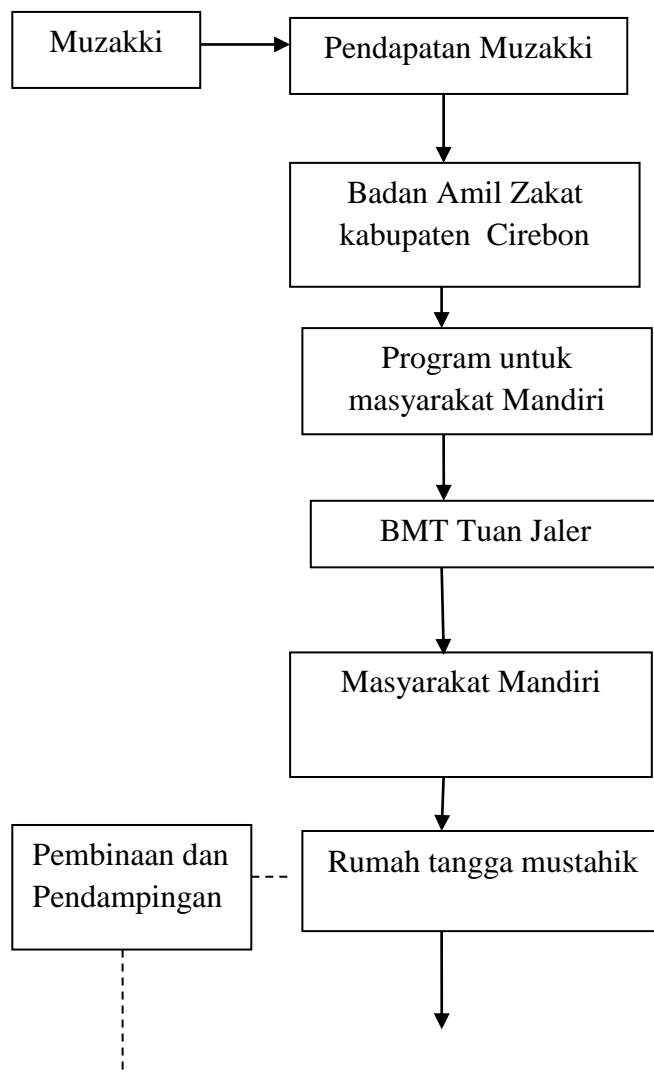 Muzakki
Pendapatan Muzakki
Badan Amil Zakat
kabupaten Cirebon
Program untuk
masyarakat Mandiri
BMT Tuan Jaler
Masyarakat Mandiri
Pembinaan dan
Pendampingan
Rumah tangga mustahik